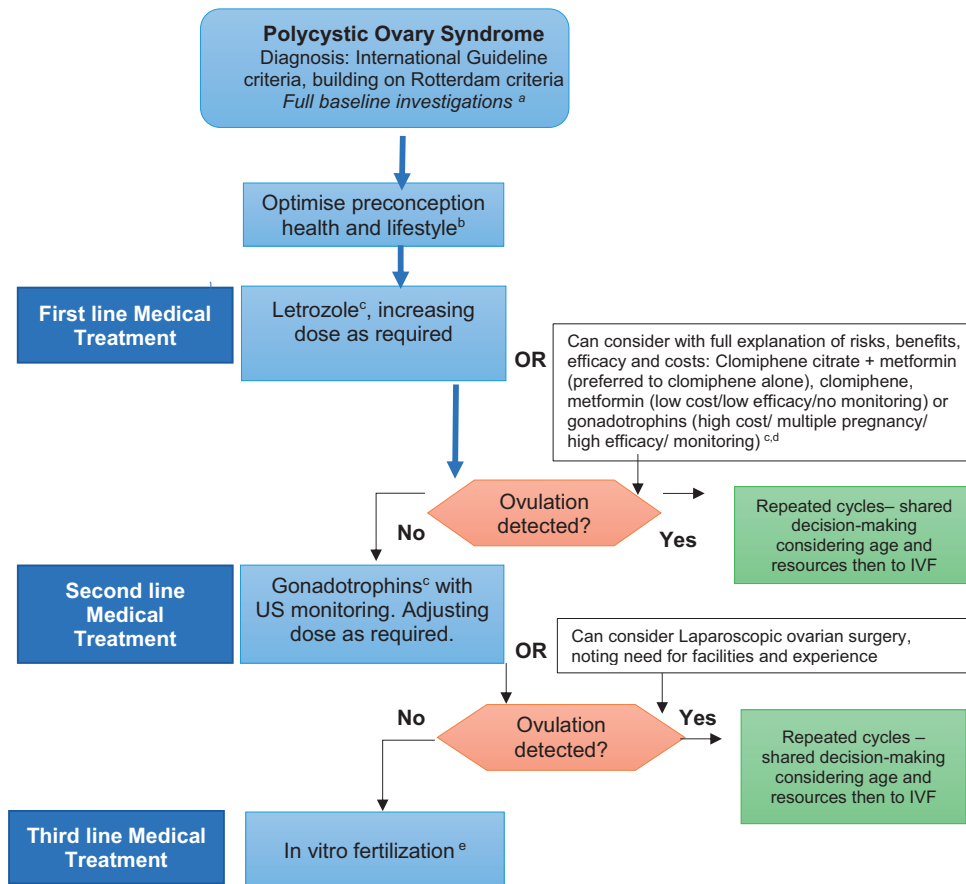 Polycystic Ovary Syndrome
Diagnosis: International Guideline
criteria, building on Rotterdam criteria
Full baseline investigations a
Optimise preconception
health and lifestyleb
First line Medical
Treatment
Letrozolec, increasing
dose as required
OR
Can consider with full explanation of risks, benefits,
efficacy and costs: Clomiphene citrate + metformin
(preferred to clomiphene alone), clomiphene,
metformin (low cost/low efficacy/no monitoring) or
gonadotrophins (high cost/ multiple pregnancy/
high efficacy/ monitoring) c,d
Ovulation
detected?
No
Yes
Repeated cycles– shared
decision-making
considering age and
resources then to IVF
Second line
Medical
Treatment
Gonadotrophinsc with
US monitoring. Adjusting
dose as required.
OR
Can consider Laparoscopic ovarian surgery,
noting need for facilities and experience
No
Ovulation
detected?
Yes
Repeated cycles –
shared decision-making
considering age and
resources then to IVF
Third line Medical
Treatment
In vitro fertilization e